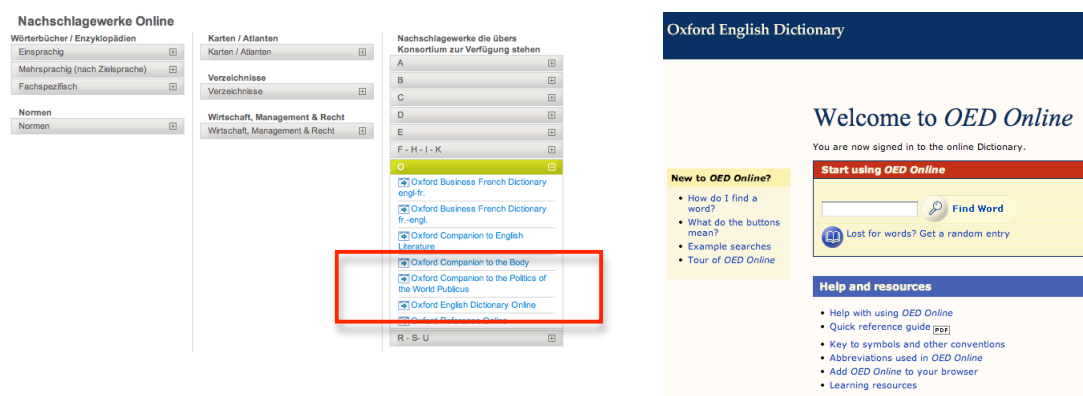 Nachschlagewerke Online
Wörterbücher / Enzyklopädien
Einsprachig
Mehrsprachig (nach Zielsprache)
Fachspezifisch
Normen
Normen
Karten / Atlanten
Karten / Atlanten
Verzeichnisse
Verzeichnisse
Wirtschaft, Management & Recht
Wirtschaft, Management & Recht
Nachschlagewerke die übers
Konsortium zur Verfügung stehen
A
B
C
D
E
F - H - I - K
O
Oxford Business French Dictionary
engl-fr.
Oxford Business French Dictionary
fr.-engl.
Oxford Companion to English
Literature
Oxford Companion to the Body
Oxford Companion to the Politics of
the World Publicus
Oxford English Dictionary Online
Oxford Reference Online
R - S- U
Oxford English Dictionary
Welcome to OED Online
You are now signed in to the online Dictionary.
New to OED Online?
How do I find a
word?
What do the buttons
mean?
Example searches
Tour of OED Online
Start using OED Online
Find Word
Lost for words? Get a random entry
Help and resources
Help with using OED Online
Quick reference guide PDF
Key to symbols and other conventions
Abbreviations used in OED Online
Add OED Online to your browser
Learning resources